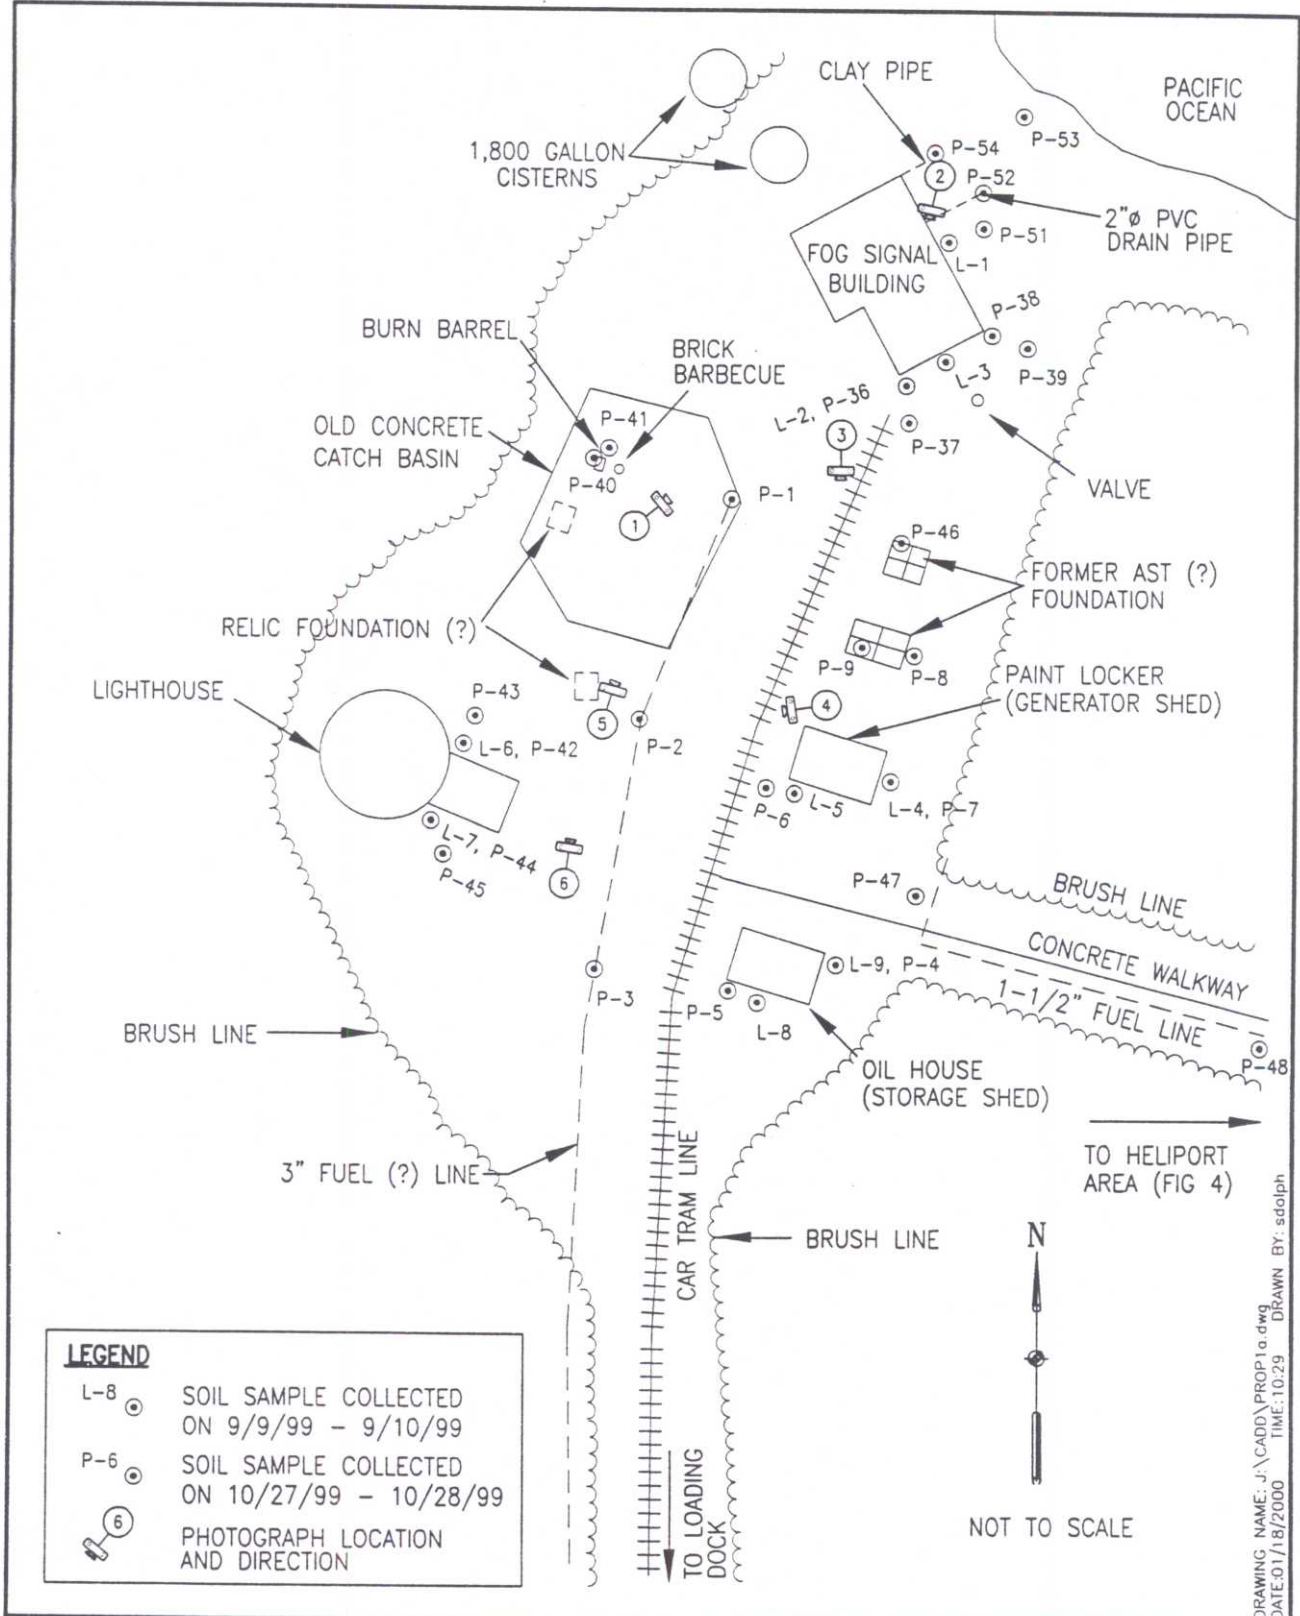 PACIFIC
OCEAN
CLAY PIPE
P-53
P-54
1,800 GALLON
CISTERNS
2
P-52
2"ø PVC
DRAIN PIPE
P-51
L-1
FOG SIGNAL
BUILDING
P-38
BURN BARREL
BRICK
BARBECUE
L-3
P-39
L-2, P-36
3
P-37
P-41
OLD CONCRETE
CATCH BASIN
P-40
P-1
VALVE
1
P-46
FORMER AST (?)
FOUNDATION
RELIC FOUNDATION (?)
P-9
P-8
PAINT LOCKER
(GENERATOR SHED)
LIGHTHOUSE
P-43
5
4
L-6, P-42
P-2
P-6
L-5
L-4, P-7
L-7, P-44
P-45
6
P-47
BRUSH LINE
CONCRETE WALKWAY
1-1/2" FUEL LINE
L-9, P-4
P-3
P-5
L-8
BRUSH LINE
P-48
OIL HOUSE
(STORAGE SHED)
3" FUEL (?) LINE
CAR TRAM LINE
TO HELIPORT
AREA (FIG 4)
BRUSH LINE
N
LEGEND
L-8
SOIL SAMPLE COLLECTED
ON 9/9/99 - 9/10/99
P-6
SOIL SAMPLE COLLECTED
ON 10/27/99 - 10/28/99
6
PHOTOGRAPH LOCATION
AND DIRECTION
TO LOADING
DOCK
NOT TO SCALE
DRAWING NAME: J:\CADD\PROP1a.dwg
DATE:01/18/2000 TIME:10:29 DRAWN BY: sdolph